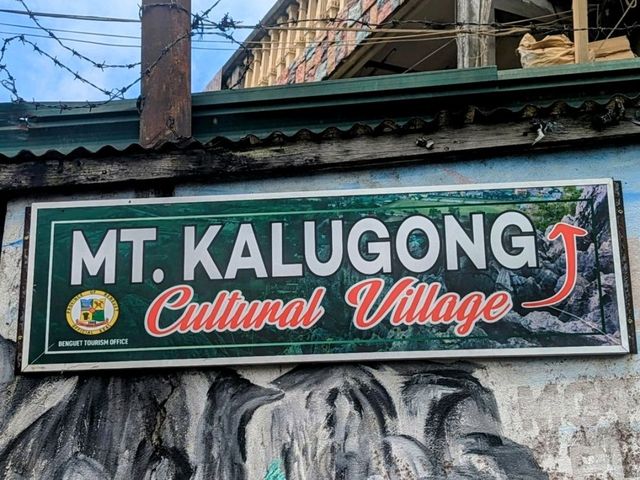 MT. KALUGONG
Cultural Village
BENGUET TOURISM OFFICE